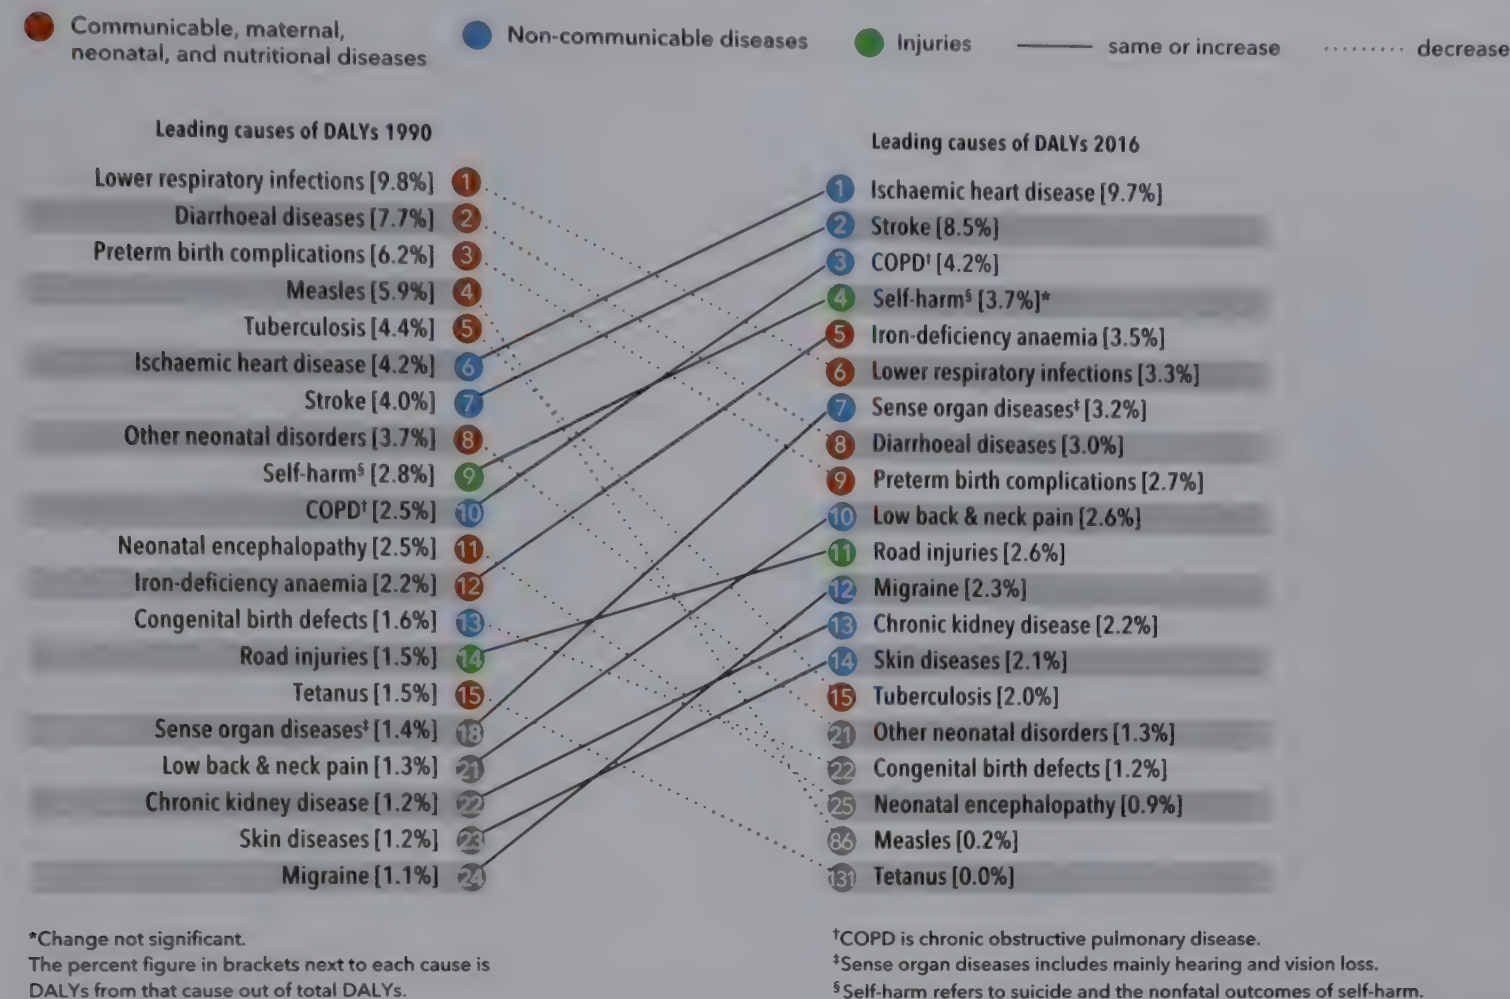 Communicable, maternal,
neonatal, and nutritional diseases
Non-communicable diseases
Injuries
same or increase
decrease
Leading causes of DALYs 1990
Lower respiratory infections [9.8%] 1
Diarrhoeal diseases [7.7%] 2
Preterm birth complications [6.2%] 3
Measles [5.9%] 4
Tuberculosis [4.4%] 5
Ischaemic heart disease [4.2%] 6
Stroke [4.0%] 7
Other neonatal disorders [3.7%] 8
Self-harm§ [2.8%] 9
COPD† [2.5%] 10
Neonatal encephalopathy [2.5%] 11
Iron-deficiency anaemia [2.2%] 12
Congenital birth defects [1.6%] 13
Road injuries [1.5%] 14
Tetanus [1.5%] 15
Sense organ diseases‡ [1.4%] 18
Low back & neck pain [1.3%] 21
Chronic kidney disease [1.2%] 22
Skin diseases [1.2%] 23
Migraine [1.1%] 24
Leading causes of DALYs 2016
1 Ischaemic heart disease [9.7%]
2 Stroke [8.5%]
3 COPD† [4.2%]
4 Self-harm§ [3.7%]*
5 Iron-deficiency anaemia [3.5%]
6 Lower respiratory infections [3.3%]
7 Sense organ diseases‡ [3.2%]
8 Diarrhoeal diseases [3.0%]
9 Preterm birth complications [2.7%]
10 Low back & neck pain [2.6%]
11 Road injuries [2.6%]
12 Migraine [2.3%]
13 Chronic kidney disease [2.2%]
14 Skin diseases [2.1%]
15 Tuberculosis [2.0%]
21 Other neonatal disorders [1.3%]
22 Congenital birth defects [1.2%]
25 Neonatal encephalopathy [0.9%]
86 Measles [0.2%]
131 Tetanus [0.0%]
*Change not significant.
The percent figure in brackets next to each cause is
DALYs from that cause out of total DALYs.
†COPD is chronic obstructive pulmonary disease.
‡Sense organ diseases includes mainly hearing and vision loss.
§Self-harm refers to suicide and the nonfatal outcomes of self-harm.